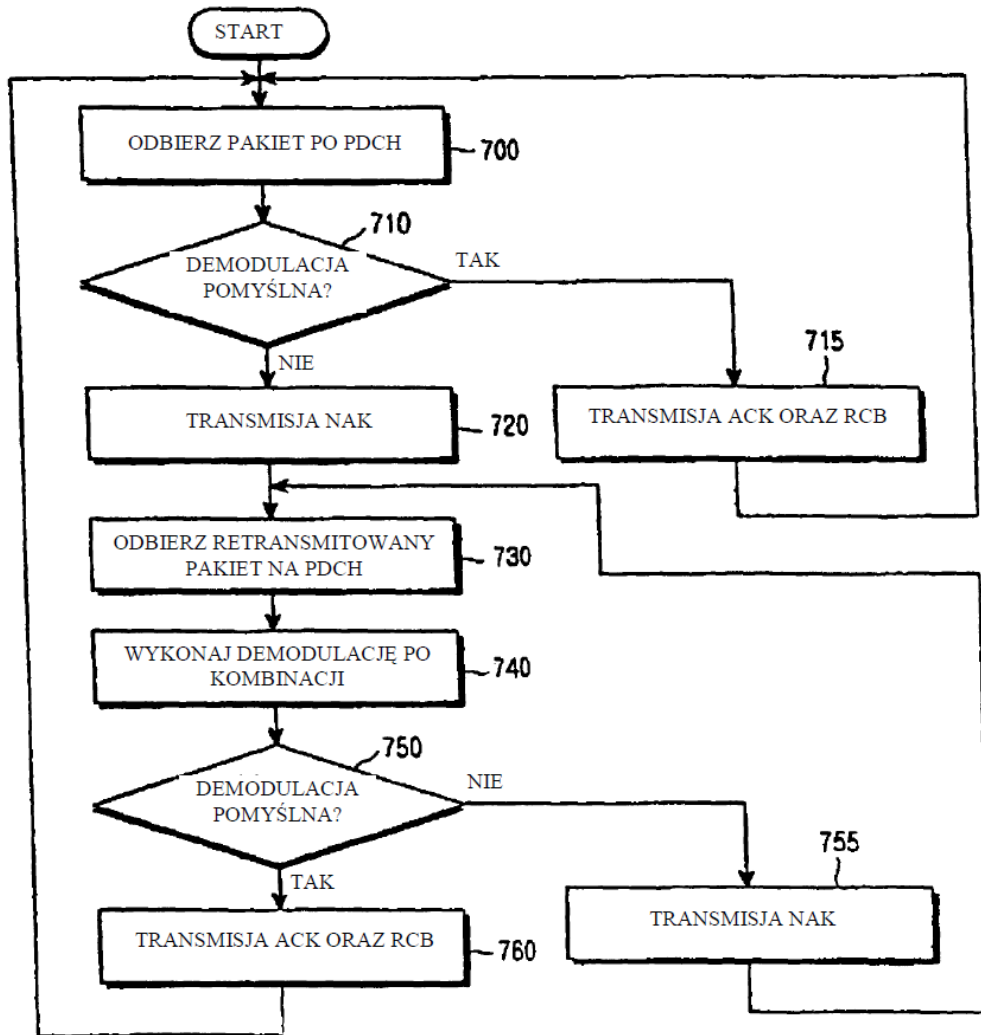 START
ODBIERZ PAKIET PO PDCH
700
710
DEMODULACJA
POMYŚLNA?
TAK
NIE
715
TRANSMISJA NAK
720
TRANSMISJA ACK ORAZ RCB
ODBIERZ RETRANSMITOWANY
PAKIET NA PDCH
730
WYKONAJ DEMODULACJĘ PO
KOMBINACJI
740
750
DEMODULACJA
POMYŚLNA?
NIE
TAK
755
TRANSMISJA ACK ORAZ RCB
760
TRANSMISJA NAK